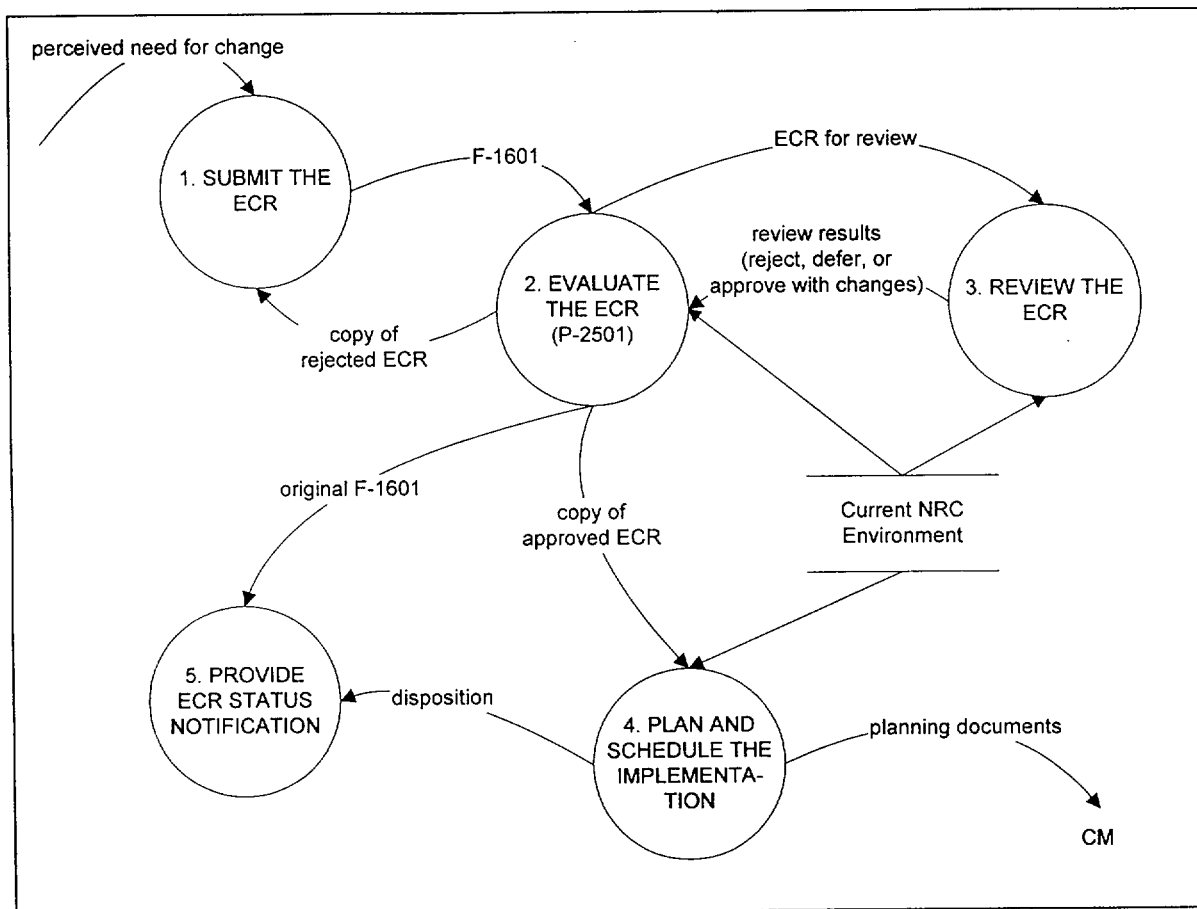 perceived need for change
F-1601
ECR for review
1. SUBMIT THE
ECR
review results
(reject, defer, or
approve with changes)
2. EVALUATE
THE ECR
(P-2501)
3. REVIEW THE
ECR
copy of
rejected ECR
original F-1601
copy of
approved ECR
Current NRC
Environment
5. PROVIDE
ECR STATUS
NOTIFICATION
disposition
4. PLAN AND
SCHEDULE THE
IMPLEMENTA-
TION
planning documents
CM